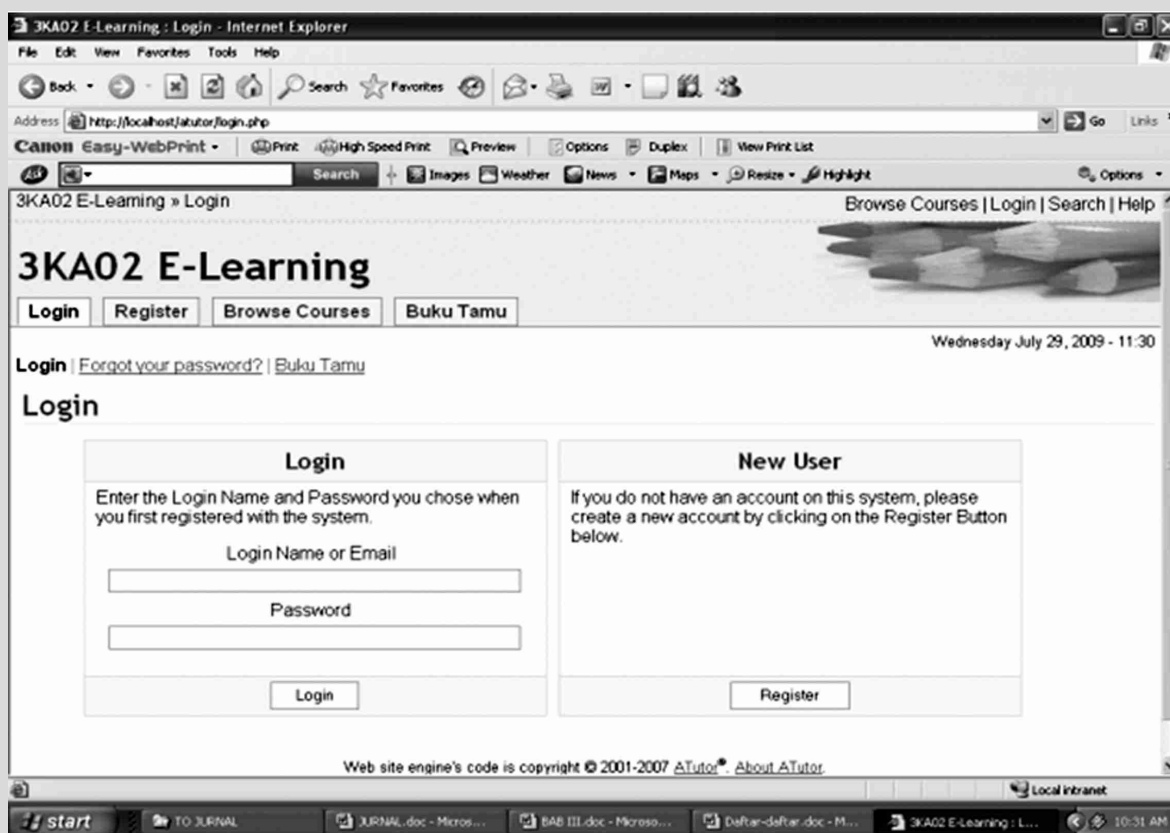 3KA02 E-Learning : Login - Internet Explorer
File Edit View Favorites Tools Help
Back Search Favorites
Address http://localhost/atutor/login.php Go Links
Canon Easy-WebPrint Print High Speed Print Preview Options Duplex View Print List
Search Images Weather News Maps Resize Highlight Options
3KA02 E-Learning » Login Browse Courses | Login | Search | Help
3KA02 E-Learning
Login Register Browse Courses Buku Tamu
Wednesday July 29, 2009 - 11:30
Login | Forgot your password? | Buku Tamu
Login
Login
Enter the Login Name and Password you chose when
you first registered with the system.
Login Name or Email
Password
Login
New User
If you do not have an account on this system, please
create a new account by clicking on the Register Button
below.
Register
Web site engine's code is copyright © 2001-2007 ATutor®. About ATutor.
Local intranet
start TO JURNAL JURNAL.doc - Micros... BAB III.doc - Microso... Daftar-daftar.doc - M... 3KA02 E-Learning : L... 10:31 AM